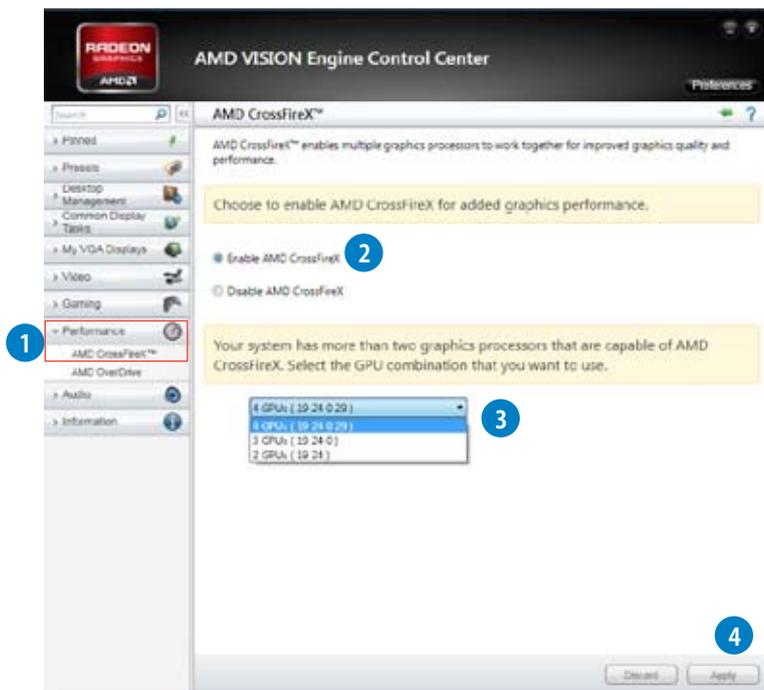 RADEON
GRAPHICS
AMD
AMD VISION Engine Control Center
Preferences
Search
AMD CrossFireX™
?
Pinned
Presets
Desktop
Management
Common Display
Tasks
My VGA Displays
Video
Gaming
1
Performance
AMD CrossFireX™
AMD OverDrive
Audio
Information
AMD CrossFireX™ enables multiple graphics processors to work together for improved graphics quality and
performance.
Choose to enable AMD CrossFireX for added graphics performance.
Enable AMD CrossFireX
2
Disable AMD CrossFireX
Your system has more than two graphics processors that are capable of AMD
CrossFireX. Select the GPU combination that you want to use.
4 GPUs ( 19 24 0 29 )
4 GPUs ( 19 24 0 29 )
3 GPUs ( 19 24 0 )
2 GPUs ( 19 24 )
3
4
Discard
Apply